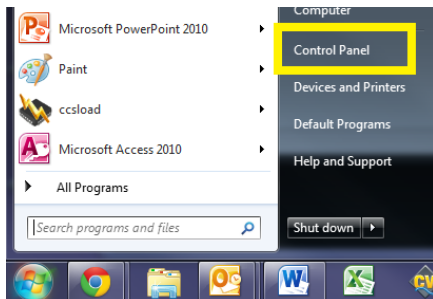 Microsoft PowerPoint 2010
Paint
ccsload
Microsoft Access 2010
All Programs
Search programs and files
Computer
Control Panel
Devices and Printers
Default Programs
Help and Support
Shut down
CV